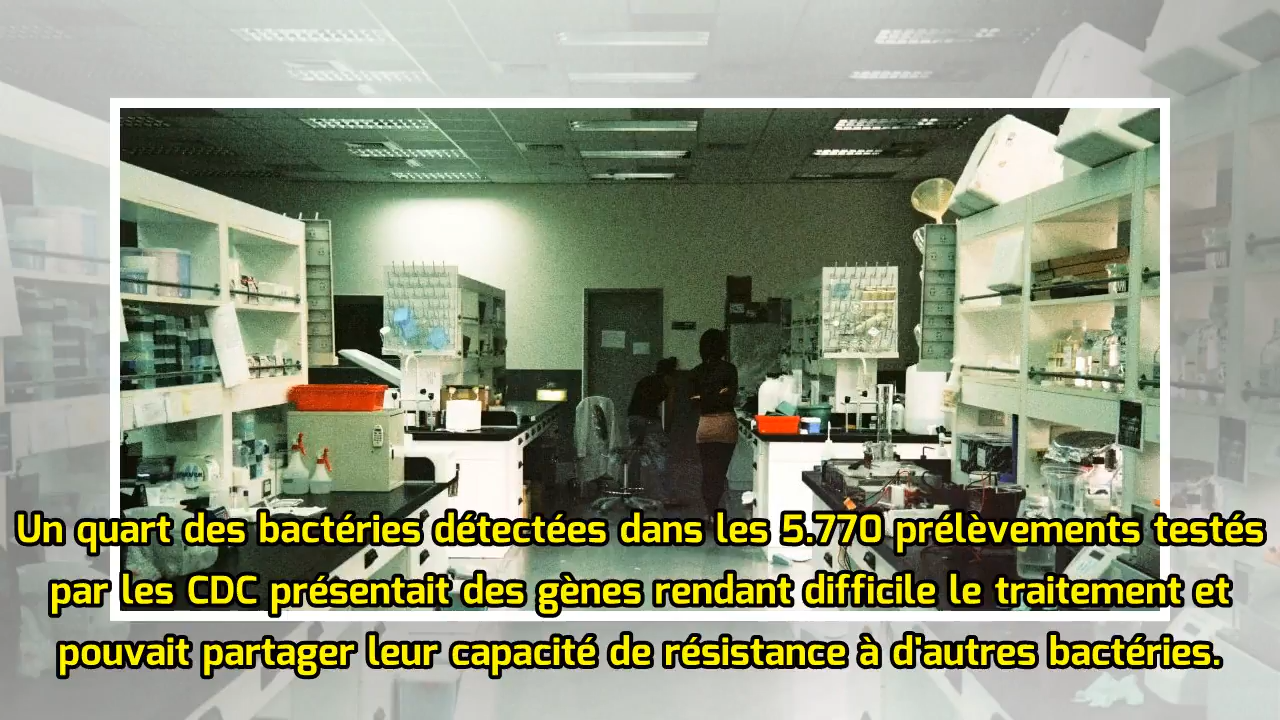 Un quart des bactéries détectées dans les 5.770 prélèvements testés
par les CDC présentait des gènes rendant difficile le traitement et
pouvait partager leur capacité de résistance à d'autres bactéries.